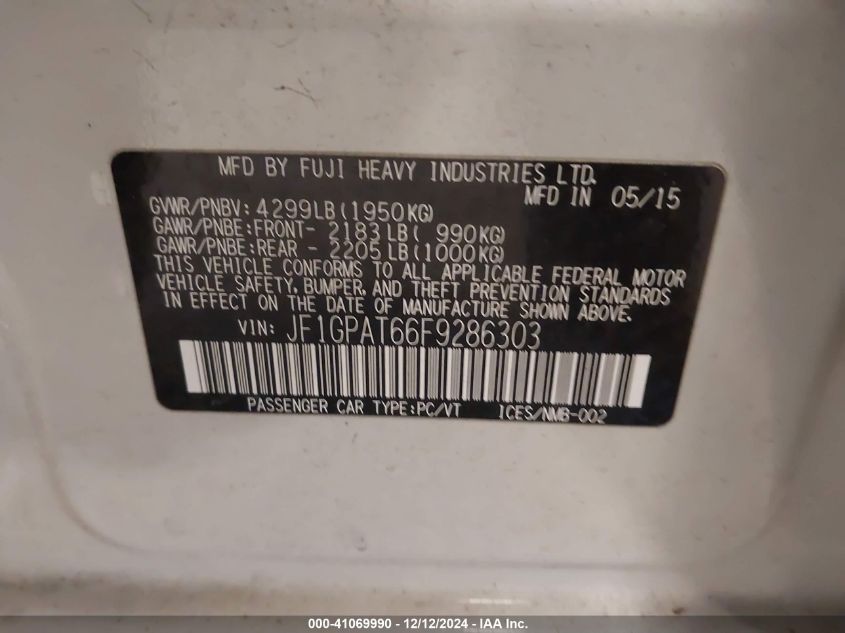 MFD BY FUJI HEAVY INDUSTRIES LTD.
MFD IN 05/15
GVWR/PNBV: 4299LB(1950KG)
GAWR/PNBE:FRONT- 2183LB( 990KG)
GAWR/PNBE:REAR - 2205LB(1000KG)
THIS VEHICLE CONFORMS TO ALL APPLICABLE FEDERAL MOTOR
VEHICLE SAFETY, BUMPER, AND THEFT PREVENTION STANDARDS
IN EFFECT ON THE DATE OF MANUFACTURE SHOWN ABOVE.
VIN: JF1GPAT66F9286303
PASSENGER CAR TYPE:PC/VT ICES/NMB-002
000-41069990 - 12/12/2024 - IAA Inc.